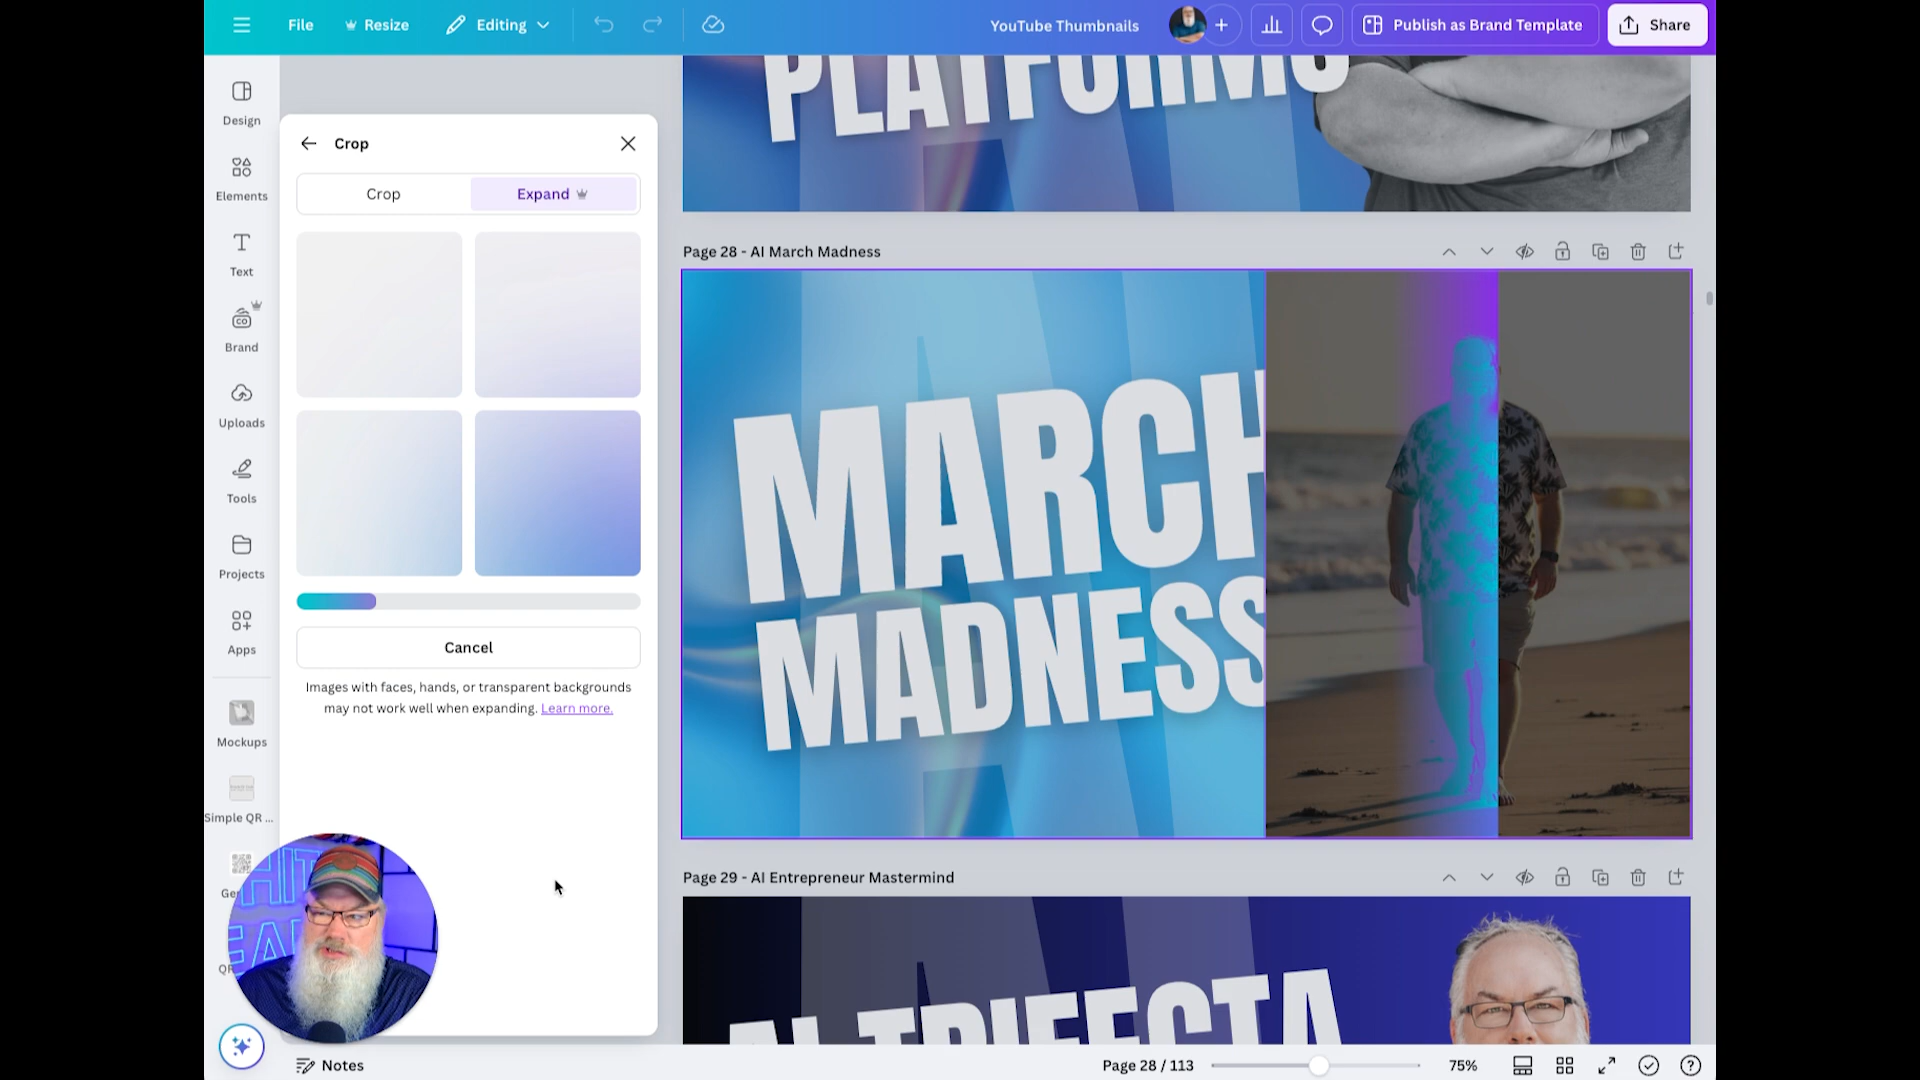 File
Resize
Editing
YouTube Thumbnails
Publish as Brand Template
Share
Design
Elements
Text
Brand
Uploads
Tools
Projects
Apps
Mockups
Simple QR ...
Crop
Crop
Expand
Cancel
Images with faces, hands, or transparent backgrounds
may not work well when expanding. Learn more.
PLATFORMS
Page 28 - AI March Madness
MARCH
MADNESS
Page 29 - AI Entrepreneur Mastermind
AI TRIFECTA
Notes
Page 28 / 113
75%